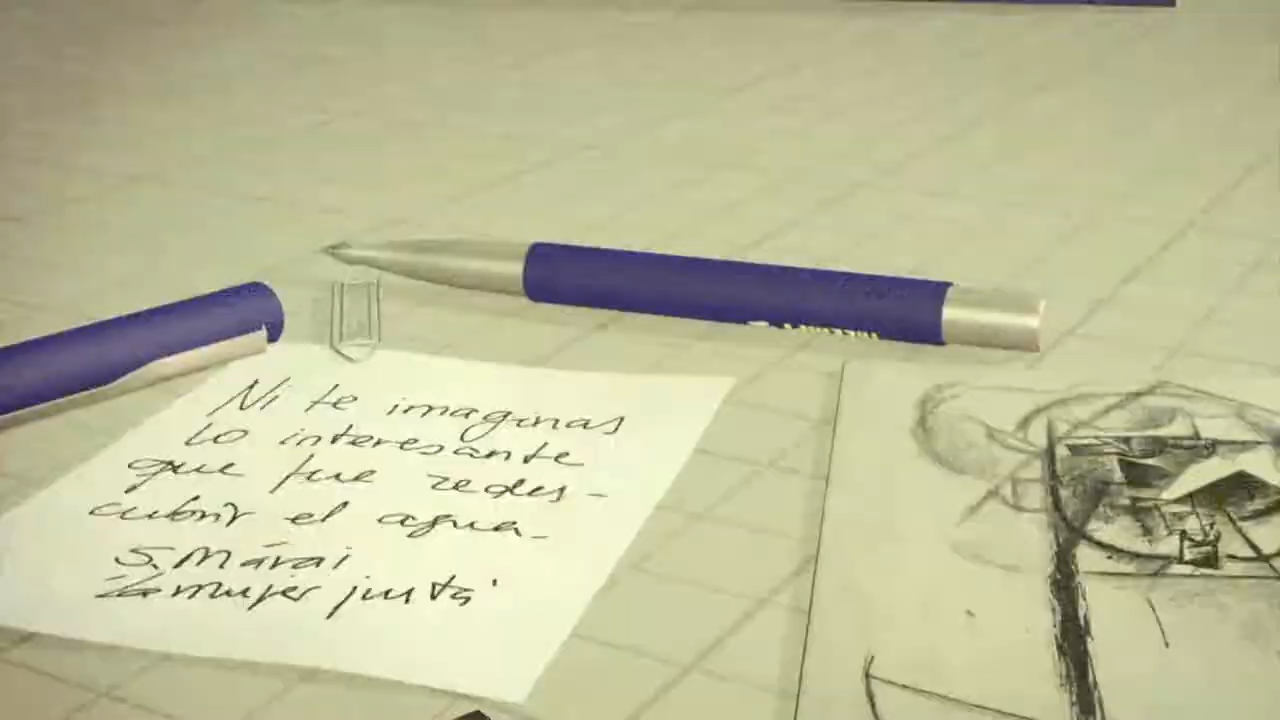 Ni te imaginas
lo interesante
que fue redes-
cubrir el agua.
S. Márai
"La mujer justa"